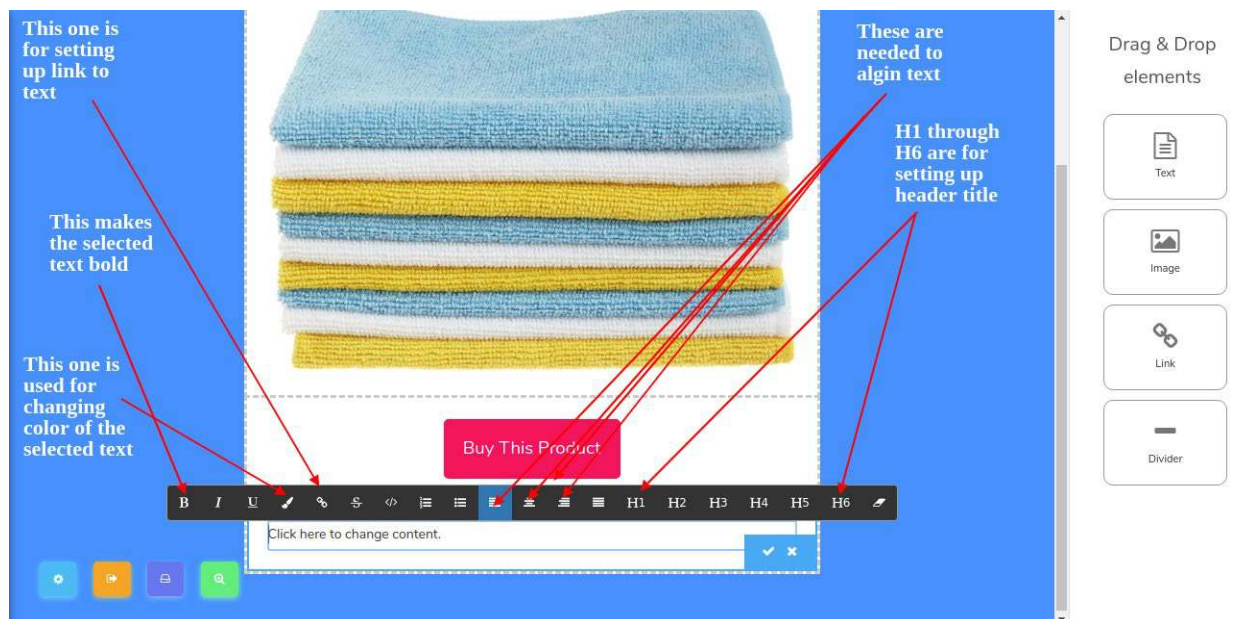 This one is
for setting
up link to
text
This makes
the selected
text bold
This one is
used for
changing
color of the
selected text
These are
needed to
algin text
H1 through
H6 are for
setting up
header title
Buy This Product
B I U S </> H1 H2 H3 H4 H5 H6
Click here to change content.
Drag & Drop
elements
Text
Image
Link
Divider